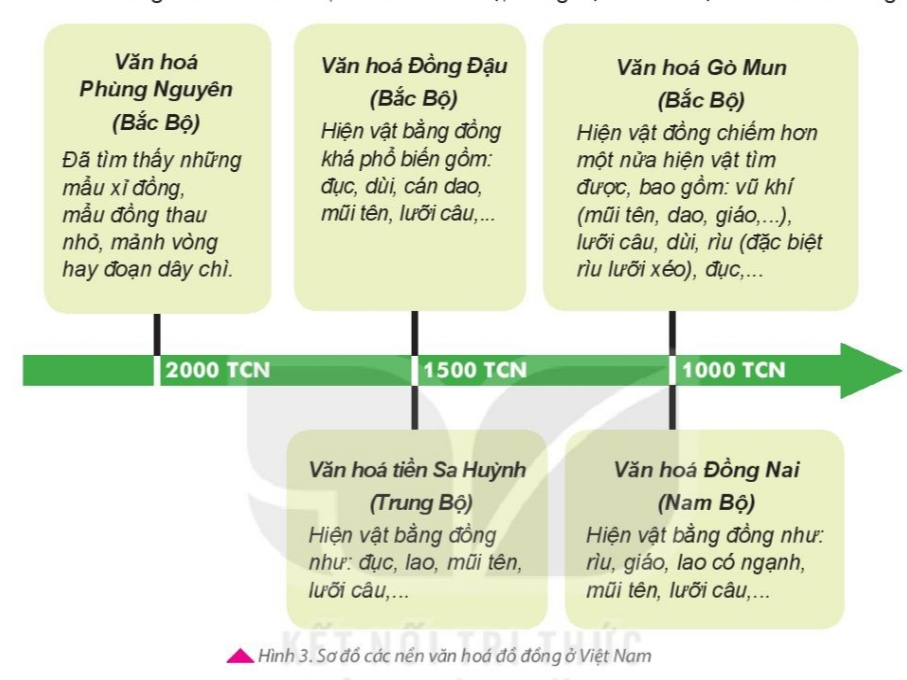 Văn hoá
Phùng Nguyên
(Bắc Bộ)
Đã tìm thấy những
mẩu xỉ đồng,
mẩu đồng thau
nhỏ, mảnh vòng
hay đoạn dây chì.
Văn hoá Đồng Đậu
(Bắc Bộ)
Hiện vật bằng đồng
khá phổ biến gồm:
đục, dùi, cán dao,
mũi tên, lưỡi câu,...
Văn hoá Gò Mun
(Bắc Bộ)
Hiện vật đồng chiếm hơn
một nửa hiện vật tìm
được, bao gồm: vũ khí
(mũi tên, dao, giáo,...),
lưỡi câu, dùi, rìu (đặc biệt
rìu lưỡi xéo), đục,...
2000 TCN
1500 TCN
1000 TCN
Văn hoá tiền Sa Huỳnh
(Trung Bộ)
Hiện vật bằng đồng
như: đục, lao, mũi tên,
lưỡi câu,...
Văn hoá Đồng Nai
(Nam Bộ)
Hiện vật bằng đồng như:
rìu, giáo, lao có ngạnh,
mũi tên, lưỡi câu,...
KẾT NỐI TRI THỨC
Hình 3. Sơ đồ các nền văn hoá đồ đồng ở Việt Nam